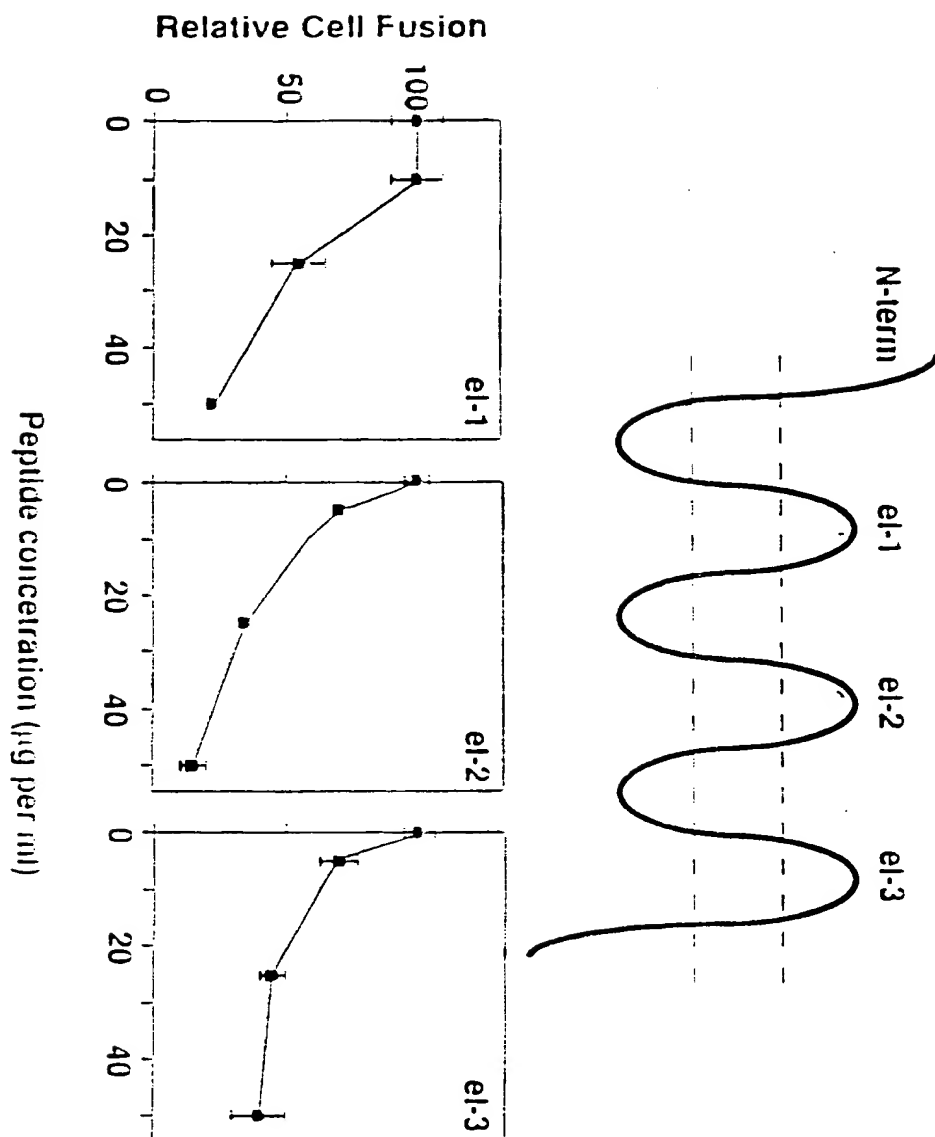 N-term
el-1
el-2
el-3
Relative Cell Fusion
100
50
0
el-1
el-2
el-3
0
20
40
0
20
40
0
20
40
Peptide concetration (μg per ml)